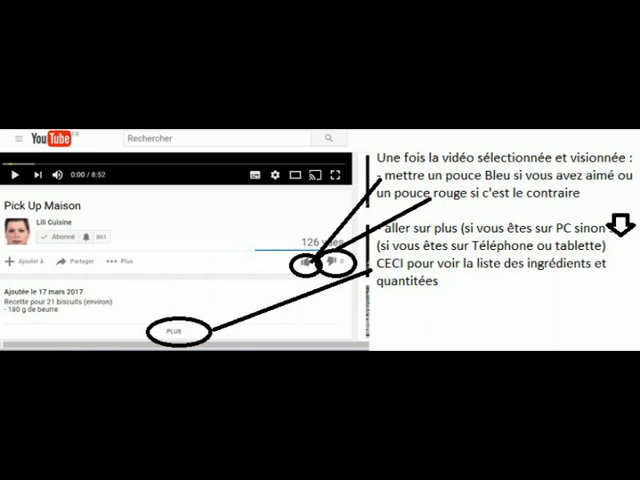 YouTube FR
Rechercher
0:00 / 8:52
Pick Up Maison
Lili Cuisine
Abonné 861
126 vues
Ajouter à Partager Plus 0
Ajoutée le 17 mars 2017
Recette pour 21 biscuits (environ)
- 180 g de beurre
PLUS
Une fois la vidéo sélectionnée et visionnée :
- mettre un pouce Bleu si vous avez aimé ou
un pouce rouge si c'est le contraire
- aller sur plus (si vous êtes sur PC sinon :
(si vous êtes sur Téléphone ou tablette)
CECI pour voir la liste des ingrédients et
quantitées